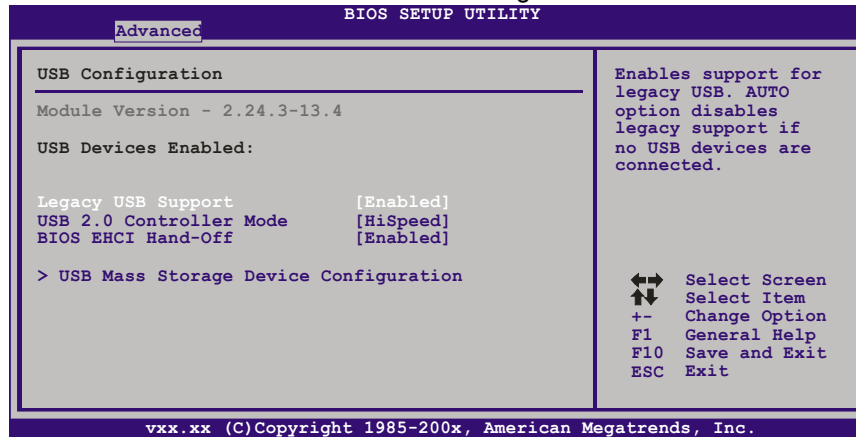 BIOS SETUP UTILITY
Advanced
USB Configuration
Module Version - 2.24.3-13.4
USB Devices Enabled:
Legacy USB Support [Enabled]
USB 2.0 Controller Mode [HiSpeed]
BIOS EHCI Hand-Off [Enabled]
> USB Mass Storage Device Configuration
Enables support for
legacy USB. AUTO
option disables
legacy support if
no USB devices are
connected.
Select Screen
Select Item
+- Change Option
F1 General Help
F10 Save and Exit
ESC Exit
vxx.xx (C)Copyright 1985-200x, American Megatrends, Inc.